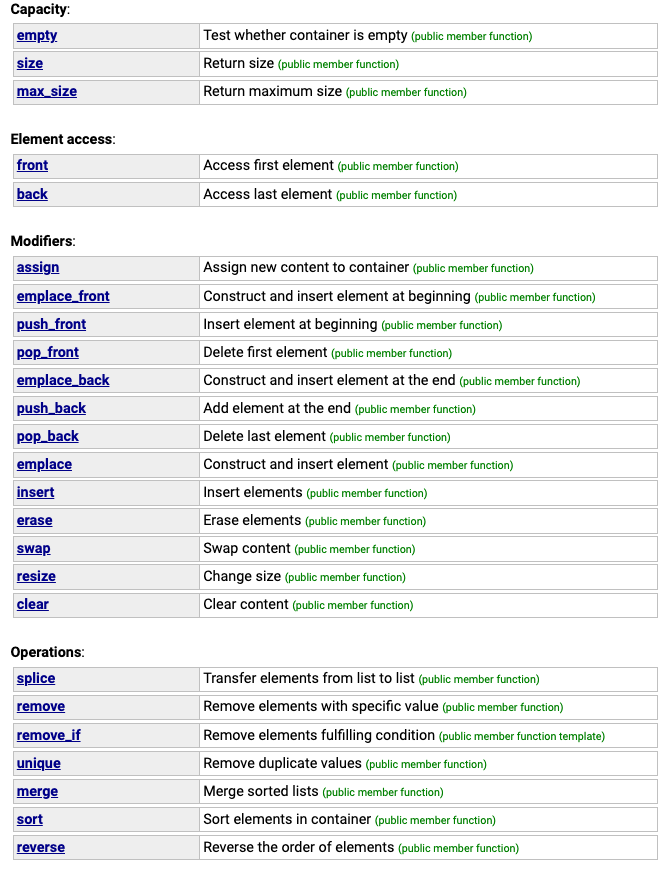 Capacity:
empty Test whether container is empty (public member function)
size Return size (public member function)
max_size Return maximum size (public member function)
Element access:
front Access first element (public member function)
back Access last element (public member function)
Modifiers:
assign Assign new content to container (public member function)
emplace_front Construct and insert element at beginning (public member function)
push_front Insert element at beginning (public member function)
pop_front Delete first element (public member function)
emplace_back Construct and insert element at the end (public member function)
push_back Add element at the end (public member function)
pop_back Delete last element (public member function)
emplace Construct and insert element (public member function)
insert Insert elements (public member function)
erase Erase elements (public member function)
swap Swap content (public member function)
resize Change size (public member function)
clear Clear content (public member function)
Operations:
splice Transfer elements from list to list (public member function)
remove Remove elements with specific value (public member function)
remove_if Remove elements fulfilling condition (public member function template)
unique Remove duplicate values (public member function)
merge Merge sorted lists (public member function)
sort Sort elements in container (public member function)
reverse Reverse the order of elements (public member function)